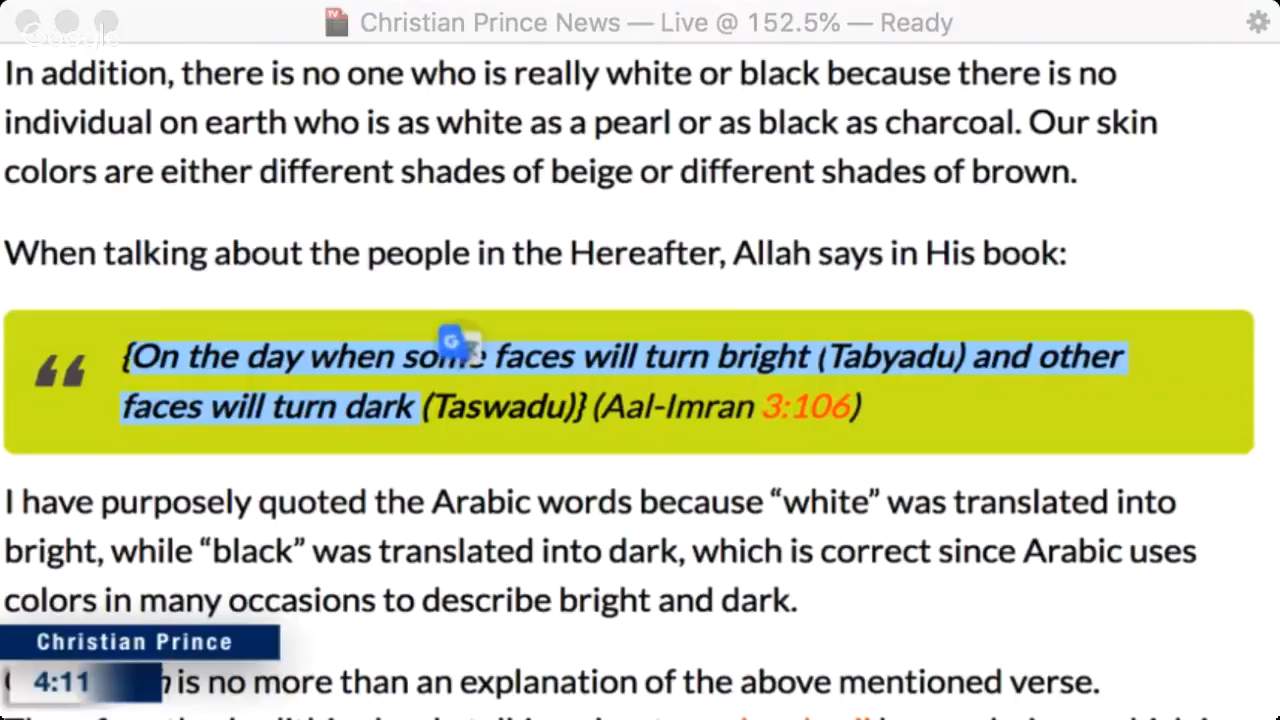 Christian Prince News — Live @ 152.5% — Ready
Google
In addition, there is no one who is really white or black because there is no
individual on earth who is as white as a pearl or as black as charcoal. Our skin
colors are either different shades of beige or different shades of brown.
When talking about the people in the Hereafter, Allah says in His book:
“ {On the day when some faces will turn bright (Tabyadu) and other
faces will turn dark (Taswadu)} (Aal-Imran 3:106)
I have purposely quoted the Arabic words because “white” was translated into
bright, while “black” was translated into dark, which is correct since Arabic uses
colors in many occasions to describe bright and dark.
Christian Prince
4:11
is no more than an explanation of the above mentioned verse.